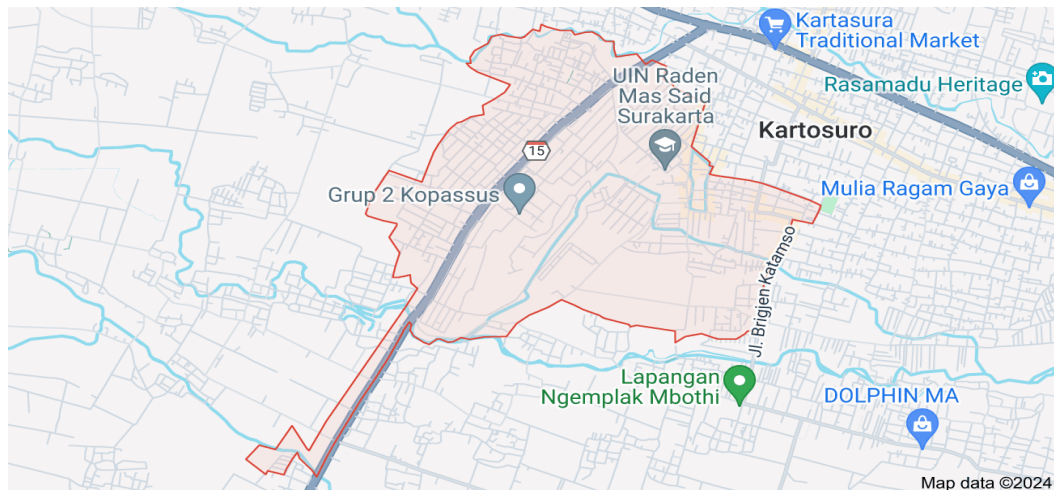 Kartasura
Traditional Market
UIN Raden
Mas Said
Surakarta
Rasamadu Heritage
Kartosuro
15
Grup 2 Kopassus
Mulia Ragam Gaya
Jl. Brigjen Katamso
Lapangan
Ngemplak Mbothi
DOLPHIN MA
Map data ©2024